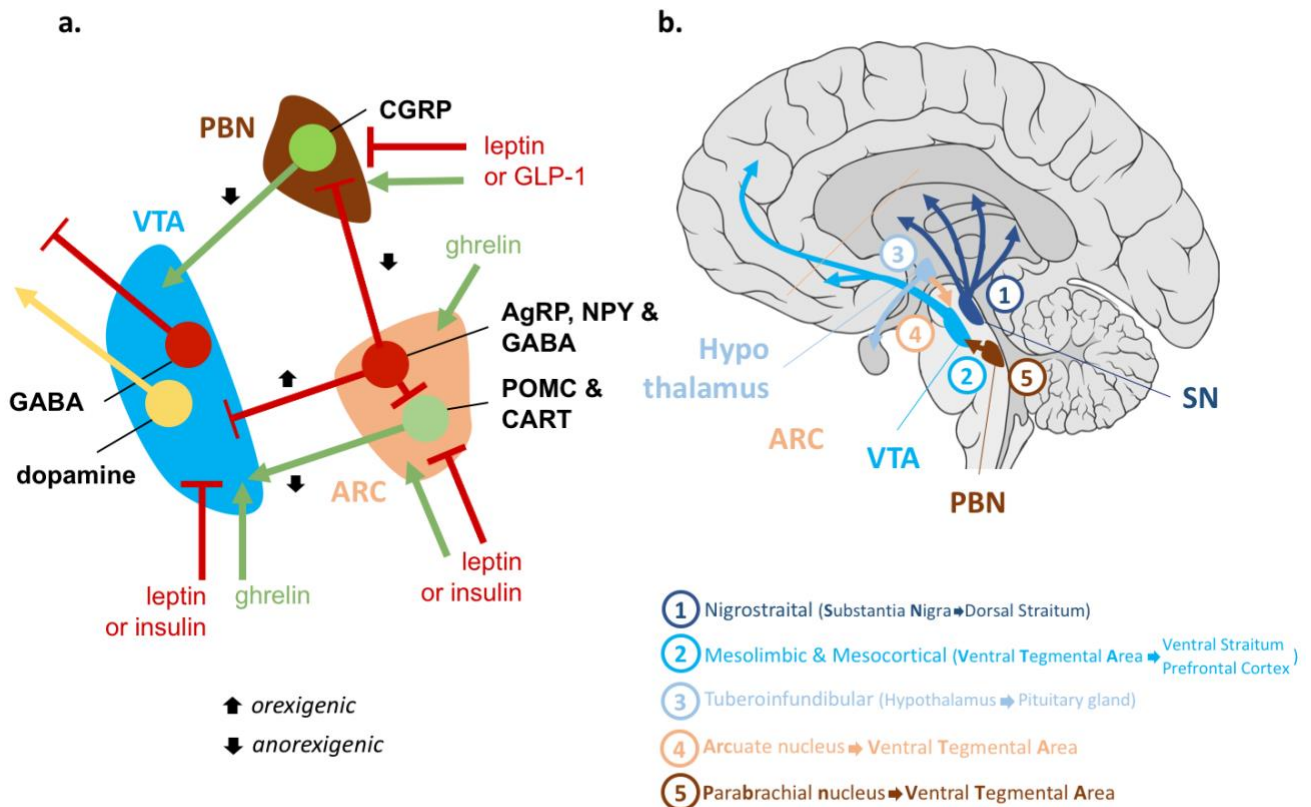 a.
PBN
CGRP
leptin
or GLP-1
VTA
ghrelin
AgRP, NPY &
GABA
POMC &
CART
GABA
dopamine
ARC
leptin
or insulin
ghrelin
leptin
or insulin
orexigenic
anorexigenic
b.
3
1
4
Hypo
thalamus
2
5
SN
ARC
VTA
PBN
1 Nigrostraital (Substantia Nigra➡Dorsal Straitum)
2 Mesolimbic & Mesocortical (Ventral Tegmental Area ➡ Ventral Straitum
Prefrontal Cortex )
3 Tuberoinfundibular (Hypothalamus ➡ Pituitary gland)
4 Arcuate nucleus ➡ Ventral Tegmental Area
5 Parabrachial nucleus ➡ Ventral Tegmental Area